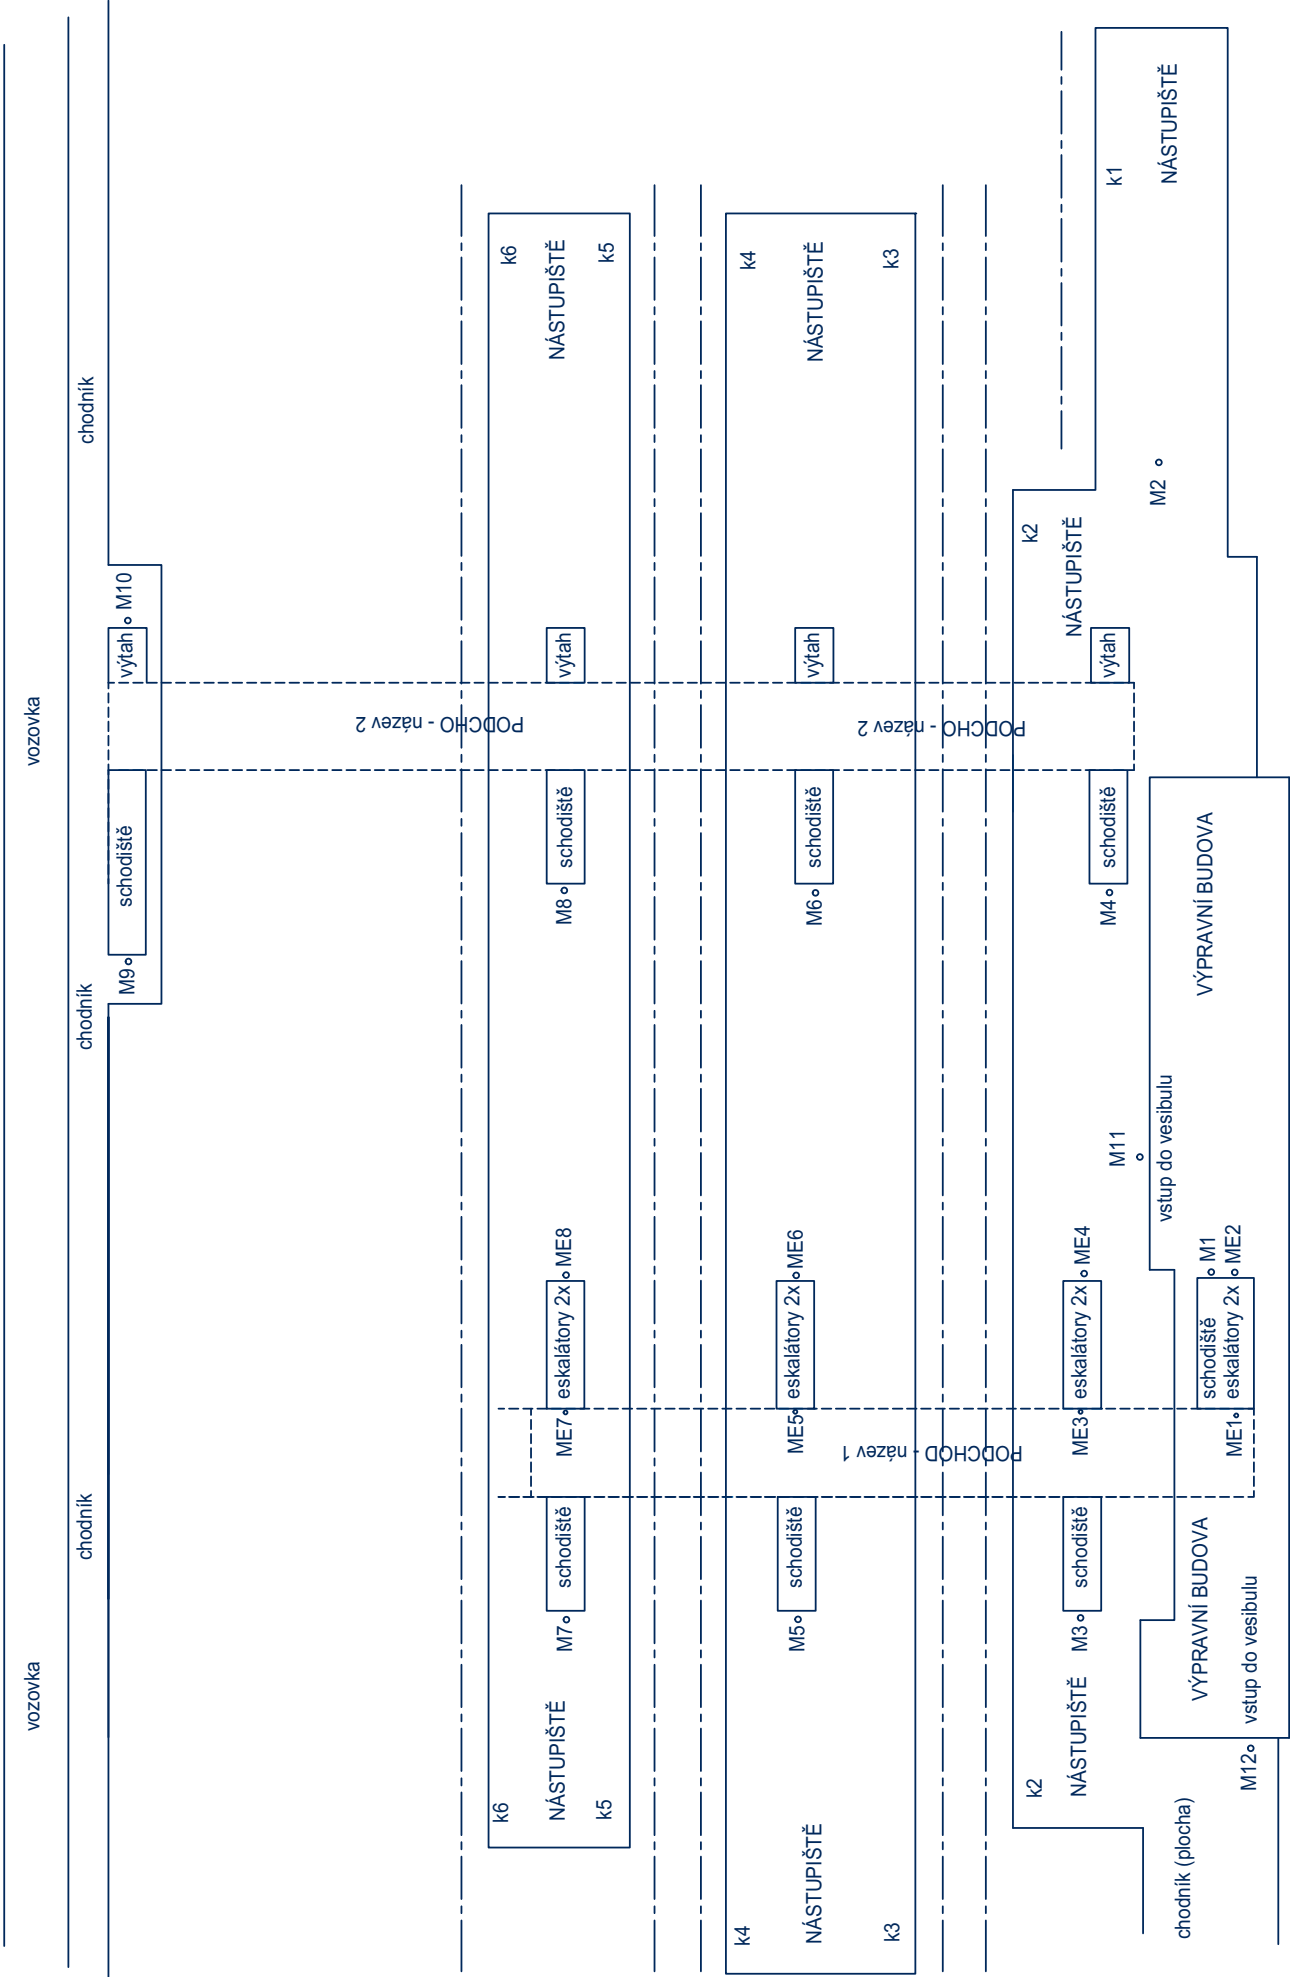 vozovka
vozovka
chodník
chodník
chodník
výtah
M10
schodiště
M9
k6
k5
NÁSTUPIŠTĚ
výtah
PODCHO - název 2
schodiště
M8
ME8
eskalátory 2x
ME7
schodiště
M7
NÁSTUPIŠTĚ
k6
k5
k4
k3
NÁSTUPIŠTĚ
výtah
PODCHO - název 2
schodiště
M6
ME6
eskalátory 2x
ME5
PODCHOD - název 1
schodiště
M5
NÁSTUPIŠTĚ
k4
k3
k1
NÁSTUPIŠTĚ
M2
k2
NÁSTUPIŠTĚ
výtah
schodiště
M4
VÝPRAVNÍ BUDOVA
M11
vstup do vesibulu
ME4
eskalátory 2x
ME3
M1
ME2
schodiště
eskalátory 2x
ME1
schodiště
M3
VÝPRAVNÍ BUDOVA
vstup do vesibulu
M12
NÁSTUPIŠTĚ
k2
chodník (plocha)